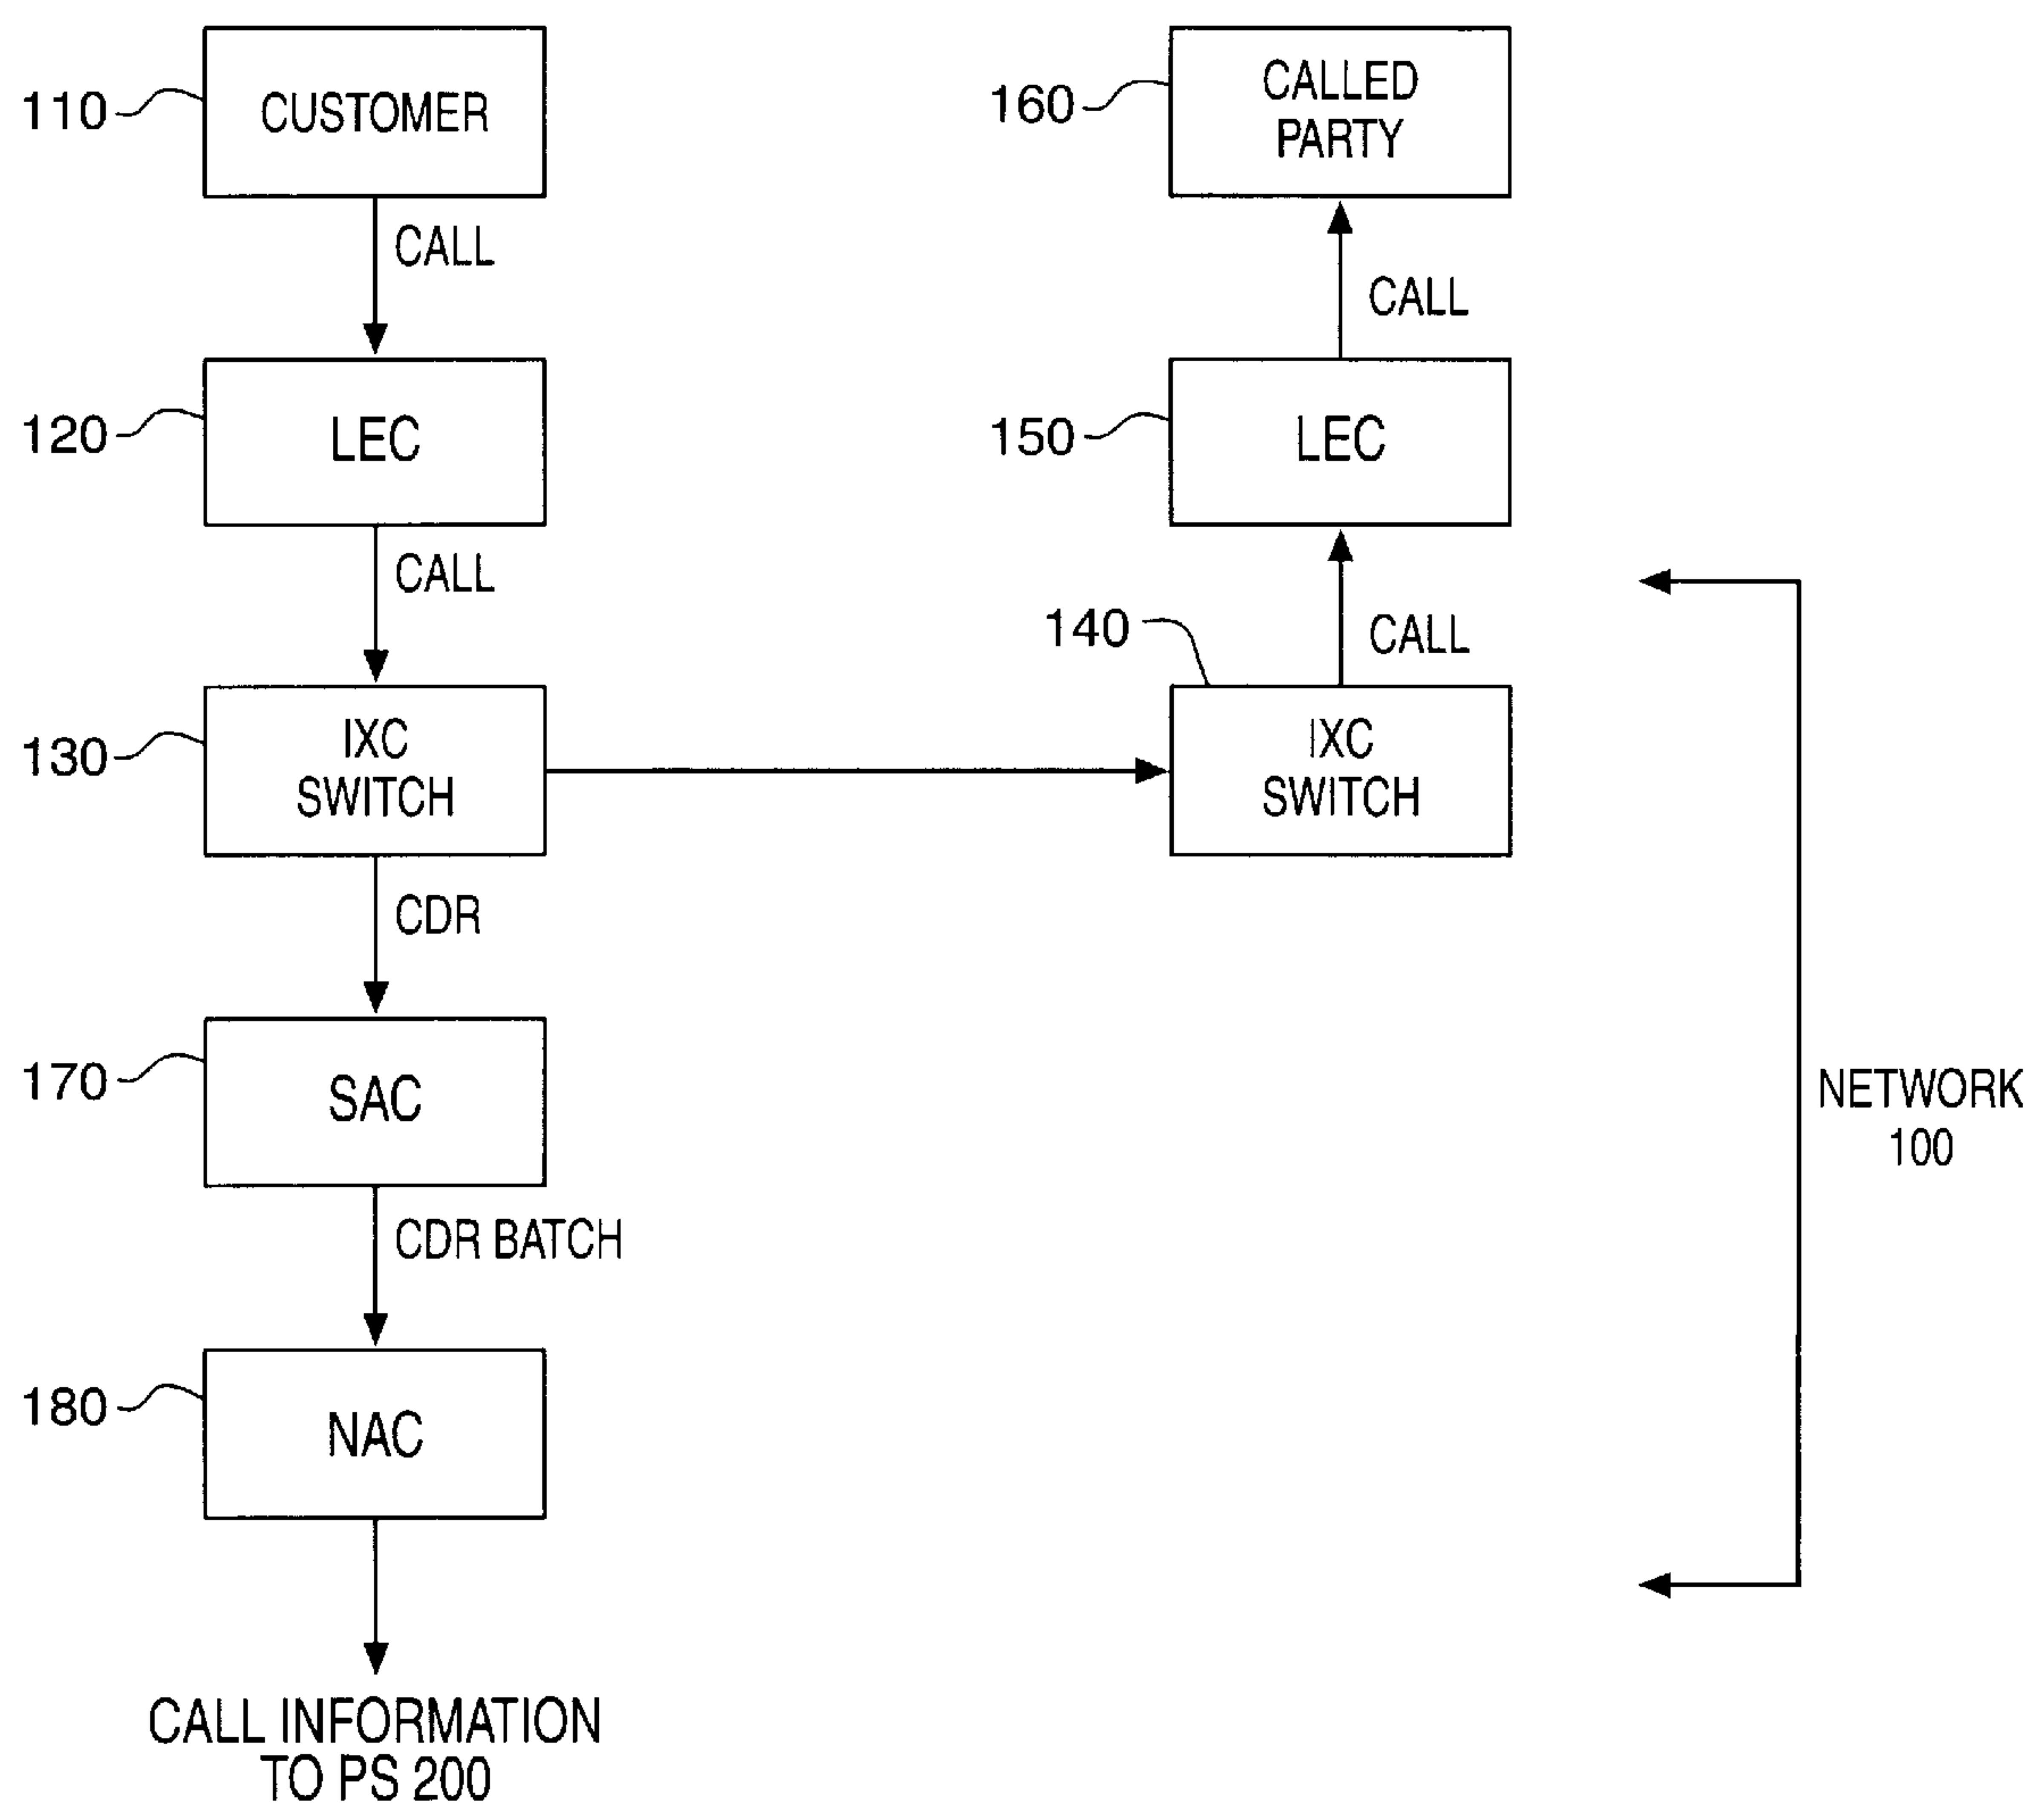 110
CUSTOMER
CALL
120
LEC
CALL
130
IXC
SWITCH
CDR
170
SAC
CDR BATCH
180
NAC
CALL INFORMATION
TO PS 200
160
CALLED
PARTY
CALL
150
LEC
CALL
140
IXC
SWITCH
NETWORK
100